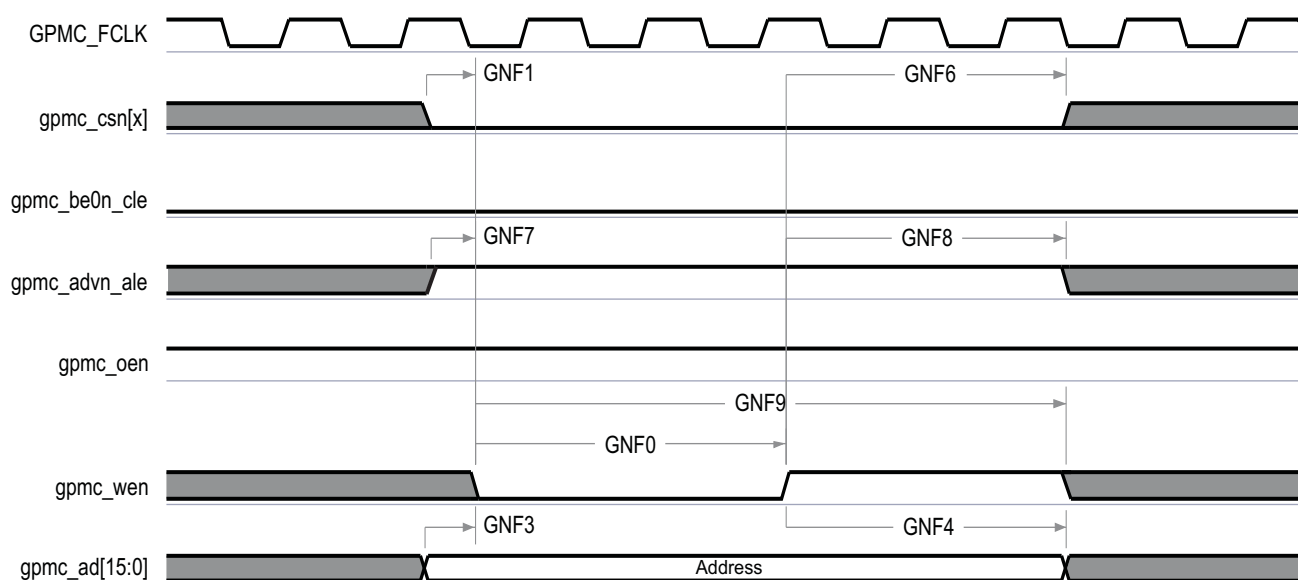 GPMC_FCLK
GNF1
GNF6
gpmc_csn[x]
gpmc_be0n_cle
GNF7
GNF8
gpmc_advn_ale
gpmc_oen
GNF9
GNF0
gpmc_wen
GNF3
GNF4
gpmc_ad[15:0]
Address